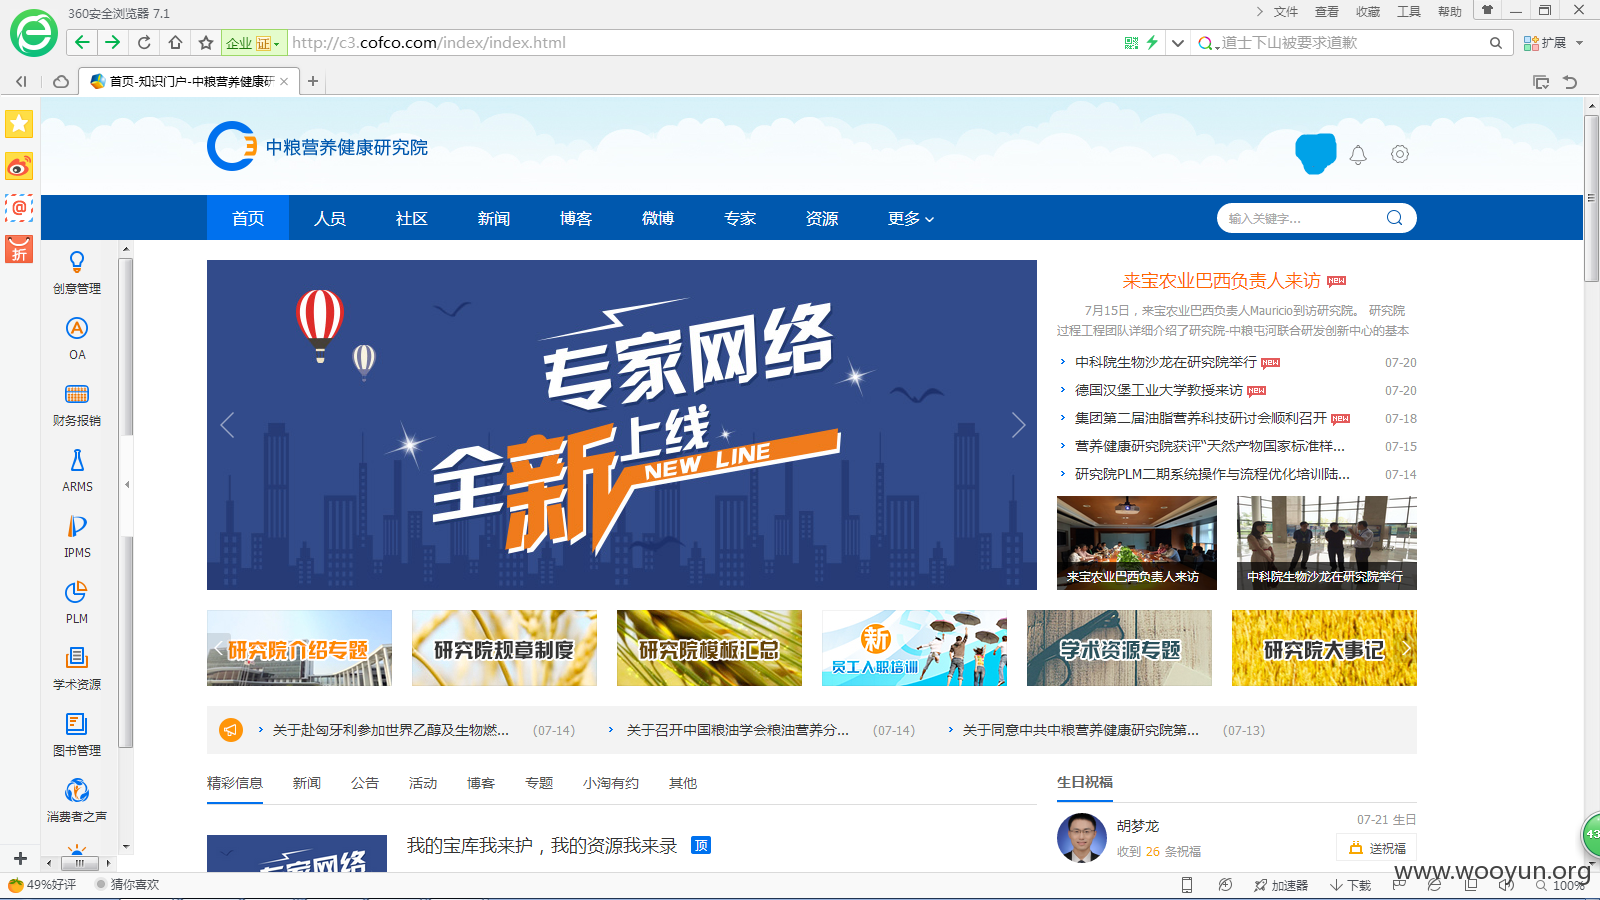 360安全浏览器 7.1
文件 查看 收藏 工具 帮助
企业 证 http://c3.cofco.com/index/index.html
道士下山被要求道歉
扩展
首页-知识门户-中粮营养健康研
中粮营养健康研究院
首页 人员 社区 新闻 博客 微博 专家 资源 更多
输入关键字...
@
折
创意管理
OA
财务报销
ARMS
IPMS
PLM
学术资源
图书管理
消费者之声
专家网络
全新上线
NEW LINE
来宝农业巴西负责人来访 NEW
7月15日，来宝农业巴西负责人Mauricio到访研究院。 研究院
过程工程团队详细介绍了研究院-中粮屯河联合研发创新中心的基本
中科院生物沙龙在研究院举行 NEW 07-20
德国汉堡工业大学教授来访 NEW 07-20
集团第二届油脂营养科技研讨会顺利召开 NEW 07-18
营养健康研究院获评“天然产物国家标准样... 07-15
研究院PLM二期系统操作与流程优化培训陆... 07-14
来宝农业巴西负责人来访
中科院生物沙龙在研究院举行
研究院介绍专题
研究院规章制度
研究院模板汇总
新
员工入职培训
学术资源专题
研究院大事记
关于赴匈牙利参加世界乙醇及生物燃... (07-14)
关于召开中国粮油学会粮油营养分... (07-14)
关于同意中共中粮营养健康研究院第... (07-13)
精彩信息 新闻 公告 活动 博客 专题 小淘有约 其他
生日祝福
专家网络
我的宝库我来护，我的资源我来录 顶
胡梦龙 07-21 生日
收到 26 条祝福 送祝福
43
www.wooyun.org
49%好评 猜你喜欢
加速器 下载 100%